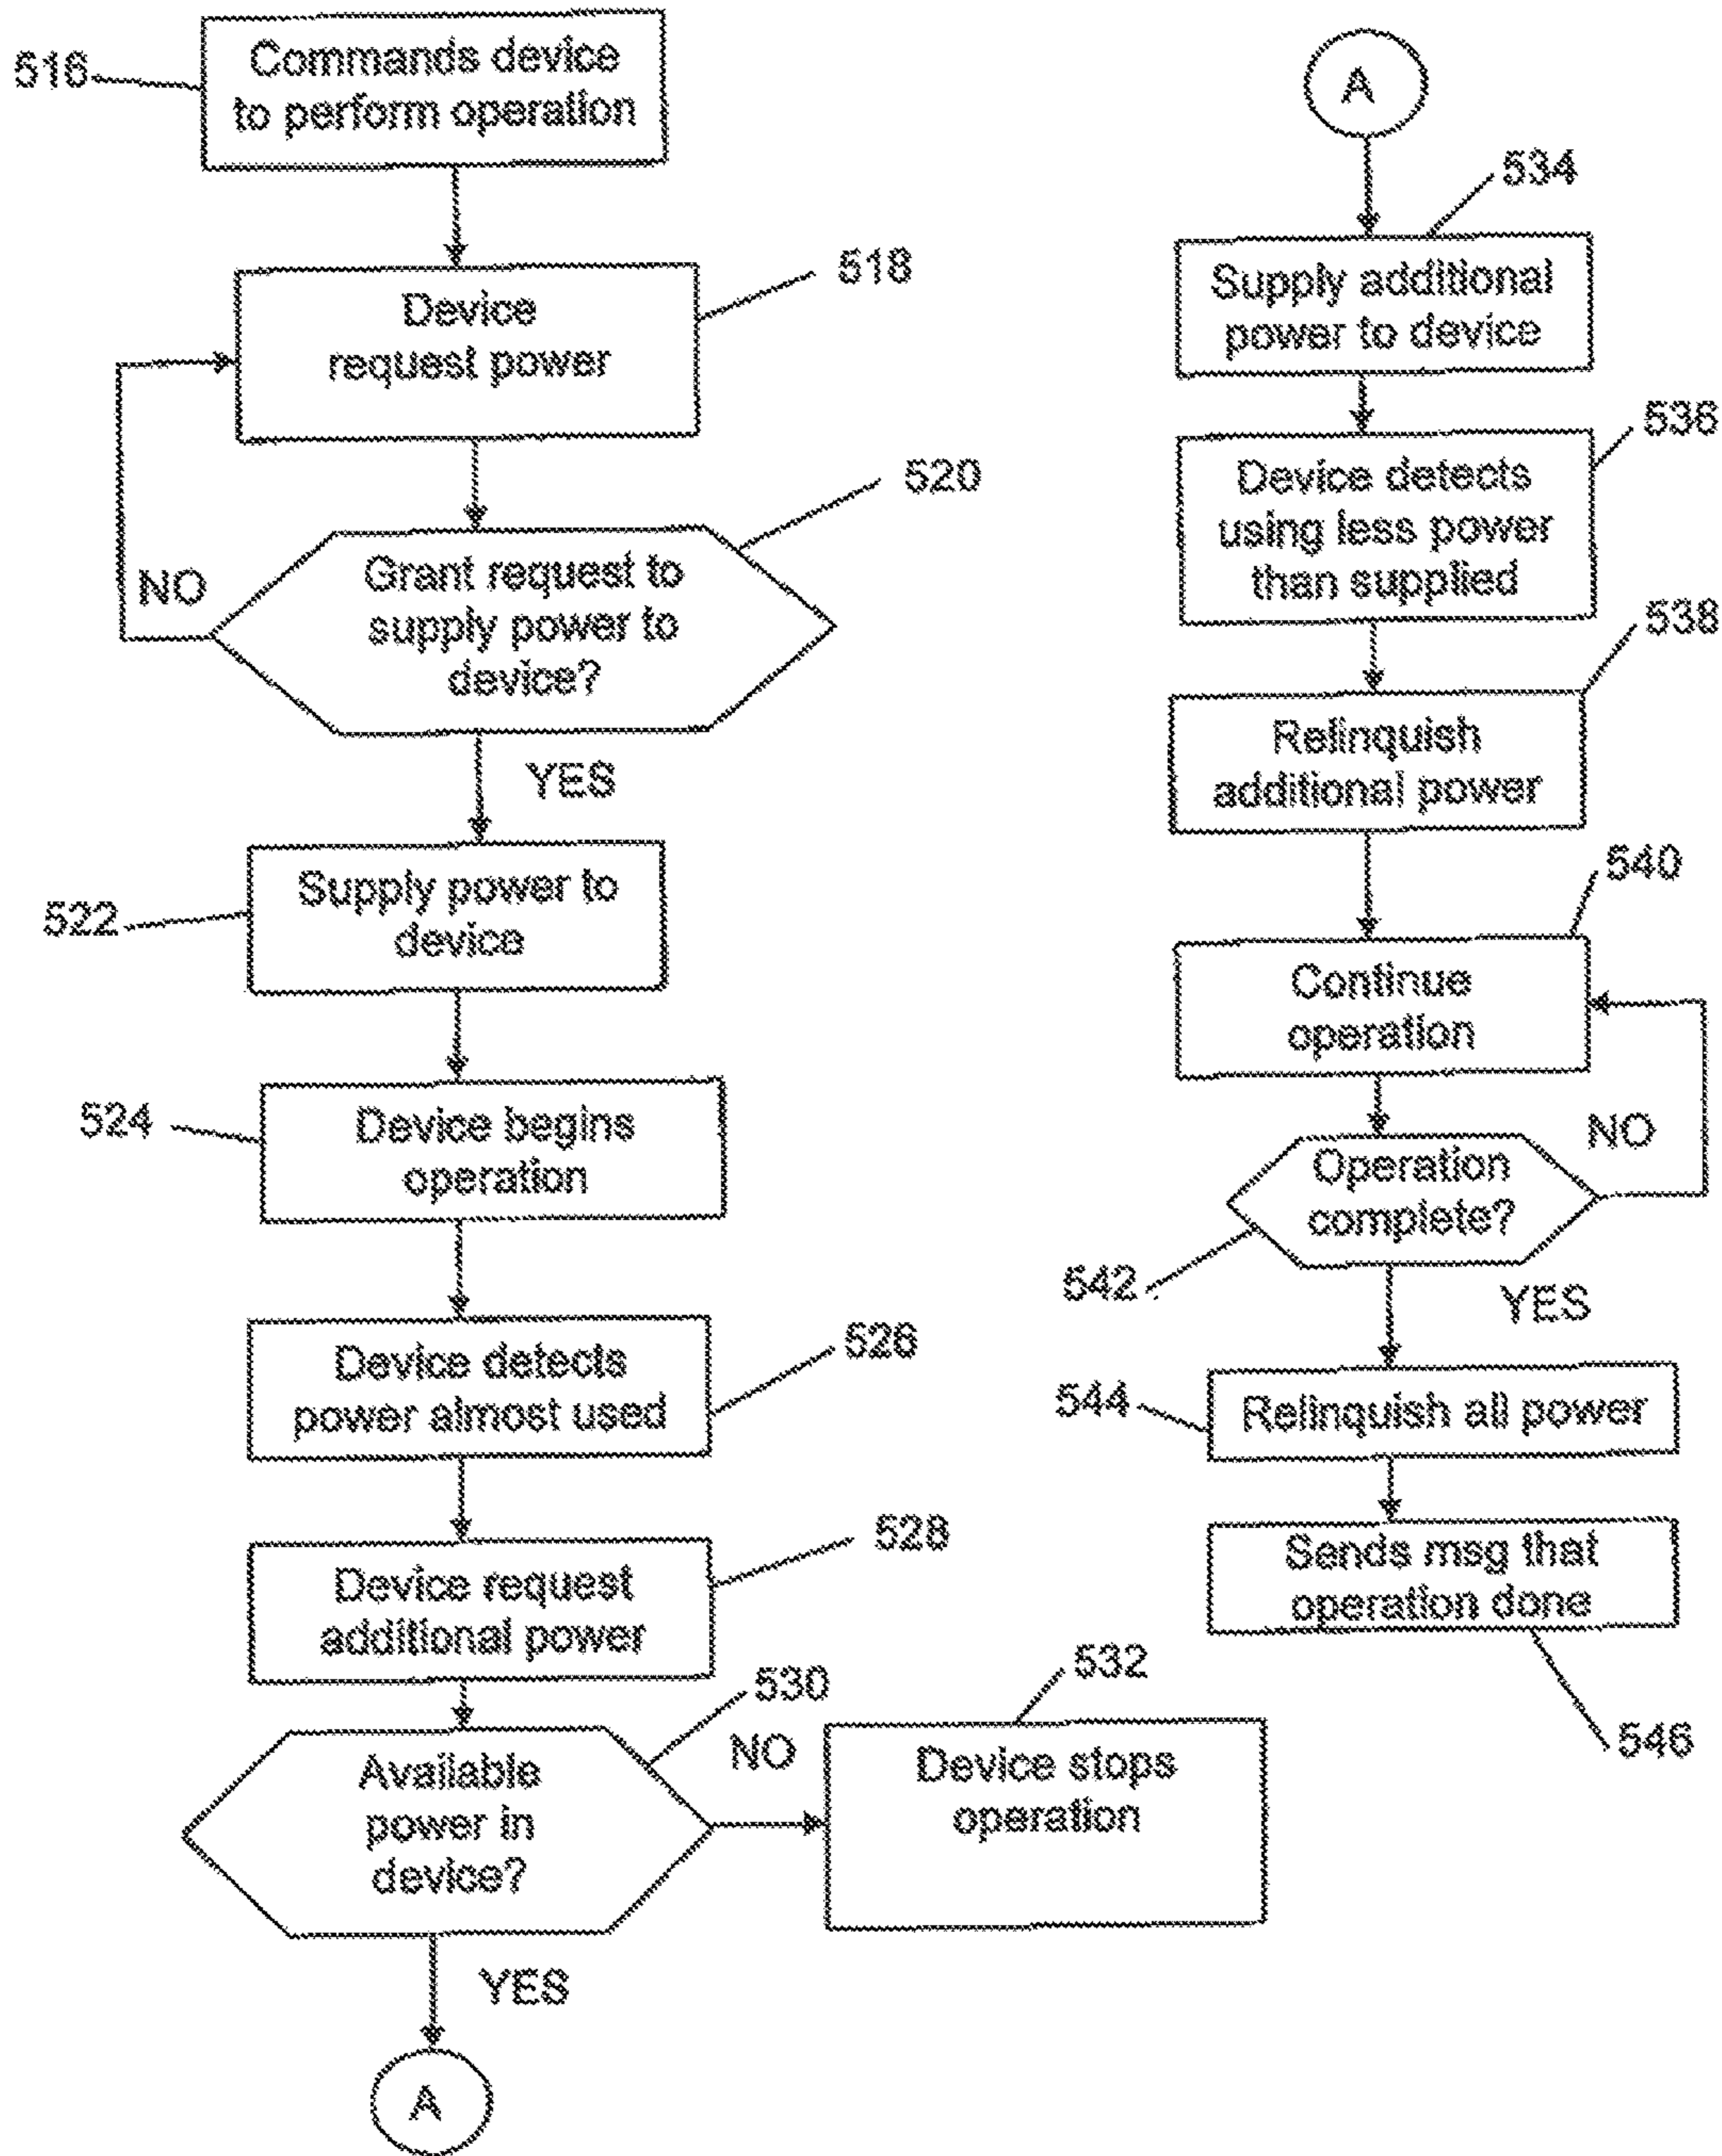 516
Commands device
to perform operation
518
Device
request power
520
Grant request to
supply power to
device?
NO
YES
522
Supply power to
device
524
Device begins
operation
526
Device detects
power almost used
528
Device request
additional power
530
Available
power in
device?
NO
532
Device stops
operation
YES
A
A
534
Supply additional
power to device
536
Device detects
using less power
than supplied
538
Relinquish
additional power
540
Continue
operation
NO
Operation
complete?
542
YES
544
Relinquish all power
Sends msg that
operation done
546